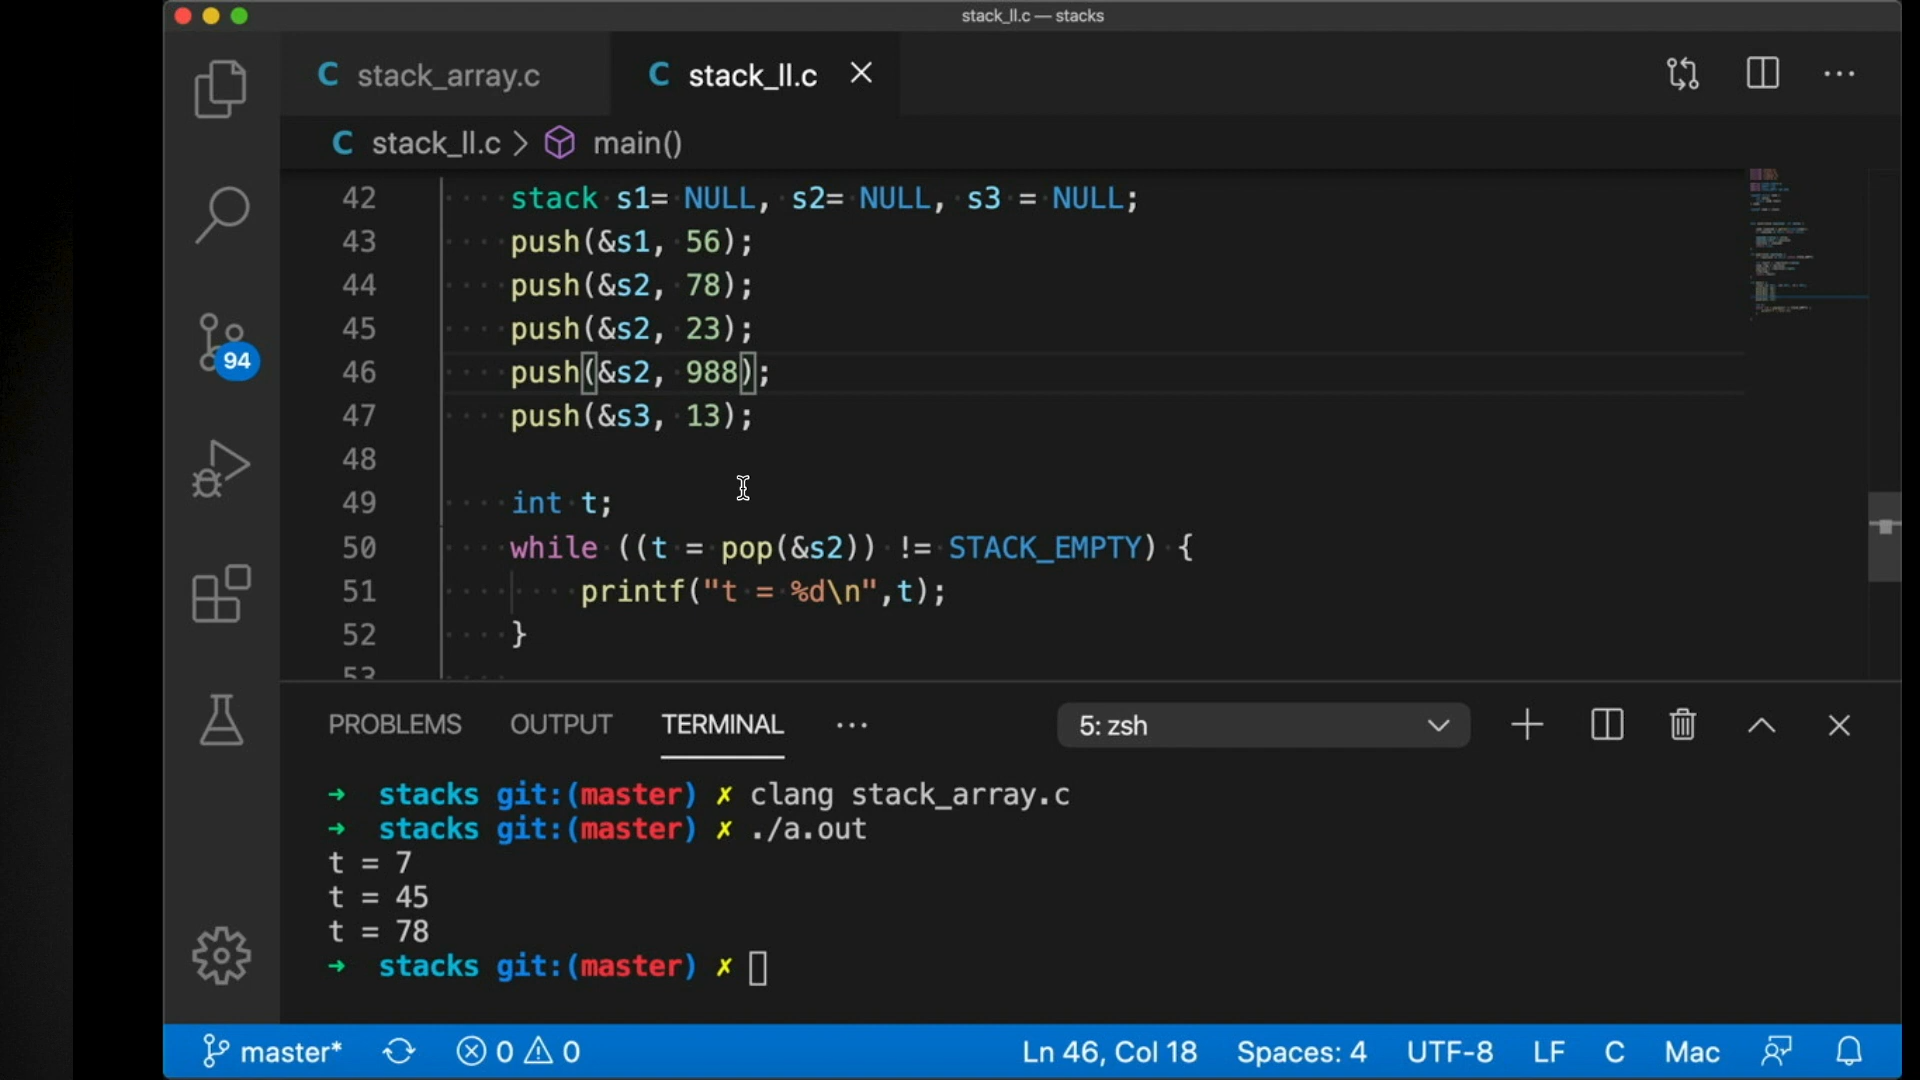 stack_ll.c — stacks
C stack_array.c
C stack_ll.c
C stack_ll.c > main()
42 stack s1= NULL, s2= NULL, s3 = NULL;
43 push(&s1, 56);
44 push(&s2, 78);
45 push(&s2, 23);
46 push(&s2, 988);
47 push(&s3, 13);
48
49 int t;
50 while ((t = pop(&s2)) != STACK_EMPTY) {
51 printf("t = %d\n",t);
52 }
53
94
PROBLEMS OUTPUT TERMINAL ··· 5: zsh
→ stacks git:(master) ✗ clang stack_array.c
→ stacks git:(master) ✗ ./a.out
t = 7
t = 45
t = 78
→ stacks git:(master) ✗
master* 0 0 Ln 46, Col 18 Spaces: 4 UTF-8 LF C Mac